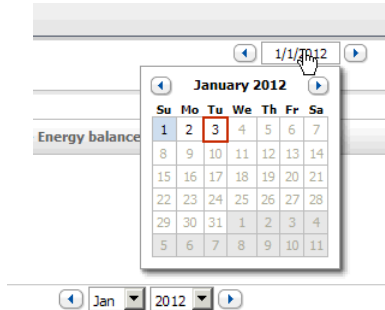 1/1/2012
January 2012
Su Mo Tu We Th Fr Sa
1 2 3 4 5 6 7
Energy balance
8 9 10 11 12 13 14
15 16 17 18 19 20 21
22 23 24 25 26 27 28
29 30 31 1 2 3 4
5 6 7 8 9 10 11
Jan 2012